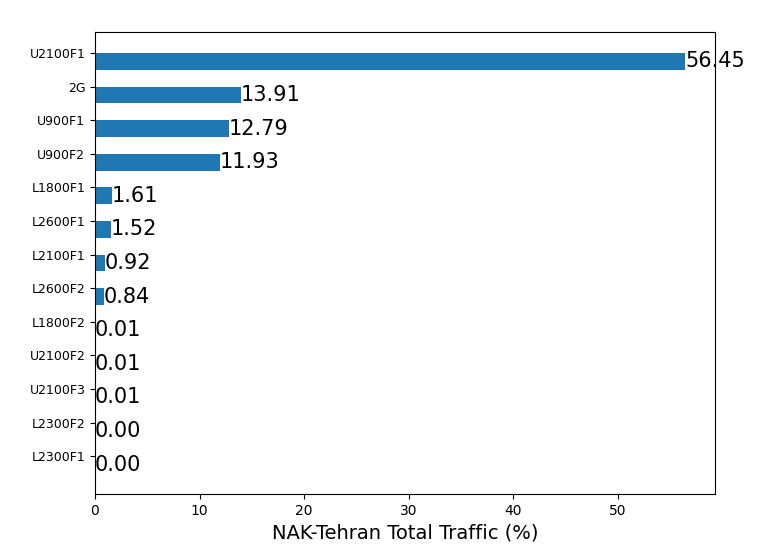 U2100F1 56.45
2G 13.91
U900F1 12.79
U900F2 11.93
L1800F1 1.61
L2600F1 1.52
L2100F1 0.92
L2600F2 0.84
L1800F2 0.01
U2100F2 0.01
U2100F3 0.01
L2300F2 0.00
L2300F1 0.00
0 10 20 30 40 50
NAK-Tehran Total Traffic (%)